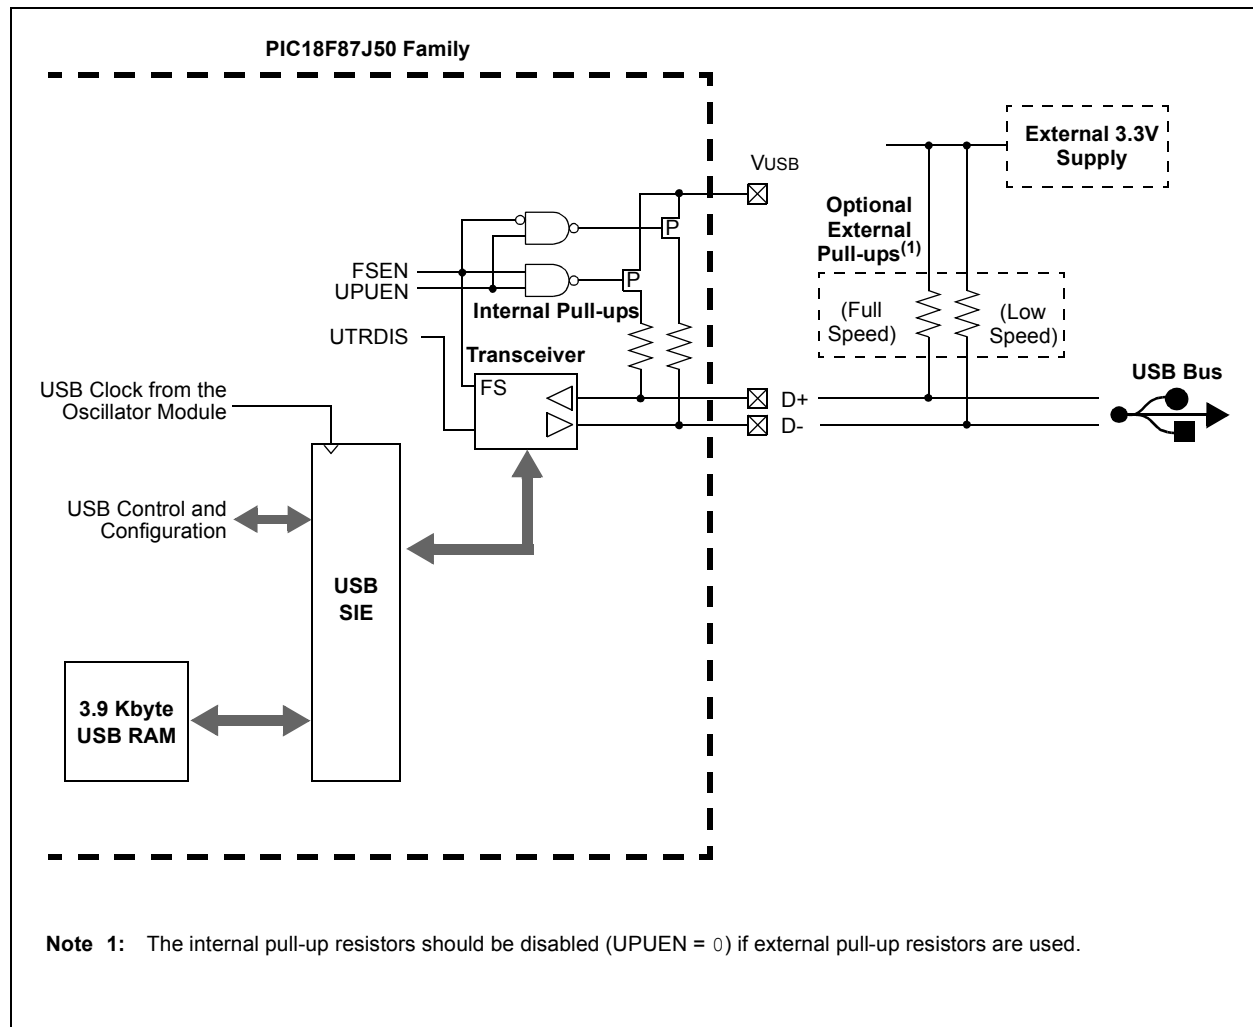 PIC18F87J50 Family
External 3.3V
Supply
VUSB
Optional
External
Pull-ups(1)
P
FSEN
UPUEN
P
Internal Pull-ups
(Full
Speed)
(Low
Speed)
UTRDIS
Transceiver
FS
USB Clock from the
Oscillator Module
D+
D-
USB Bus
USB Control and
Configuration
USB
SIE
3.9 Kbyte
USB RAM
Note 1: The internal pull-up resistors should be disabled (UPUEN = 0) if external pull-up resistors are used.